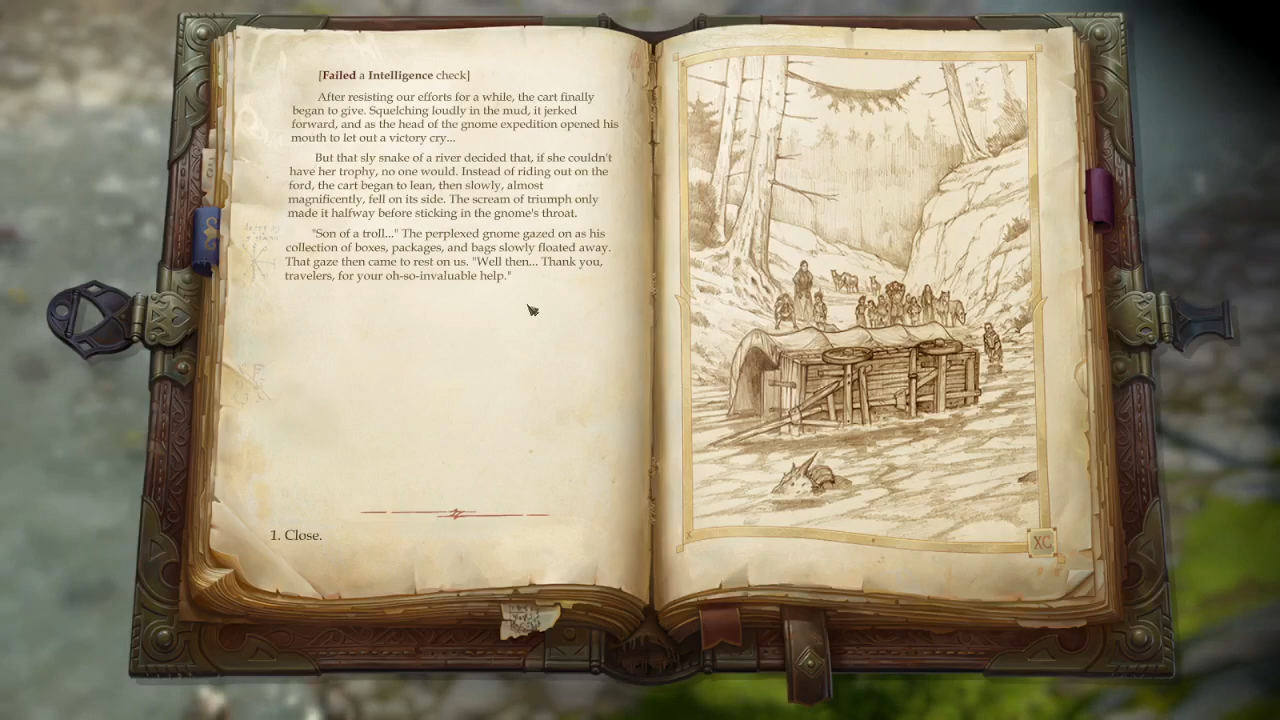 [Failed a Intelligence check]
After resisting our efforts for a while, the cart finally
began to give. Squelching loudly in the mud, it jerked
forward, and as the head of the gnome expedition opened his
mouth to let out a victory cry...
But that sly snake of a river decided that, if she couldn't
have her trophy, no one would. Instead of riding out on the
ford, the cart began to lean, then slowly, almost
magnificently, fell on its side. The scream of triumph only
made it halfway before sticking in the gnome's throat.
"Son of a troll..." The perplexed gnome gazed on as his
collection of boxes, packages, and bags slowly floated away.
That gaze then came to rest on us. "Well then... Thank you,
travelers, for your oh-so-invaluable help."
1. Close.
XC